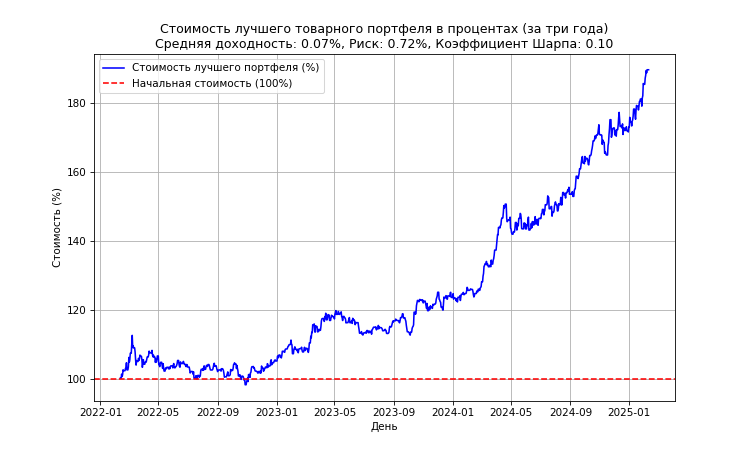 Стоимость лучшего товарного портфеля в процентах (за три года)
Средняя доходность: 0.07%, Риск: 0.72%, Коэффициент Шарпа: 0.10
Стоимость лучшего портфеля (%)
Начальная стоимость (100%)
Стоимость (%)
180
160
140
120
100
2022-01 2022-05 2022-09 2023-01 2023-05 2023-09 2024-01 2024-05 2024-09 2025-01
День